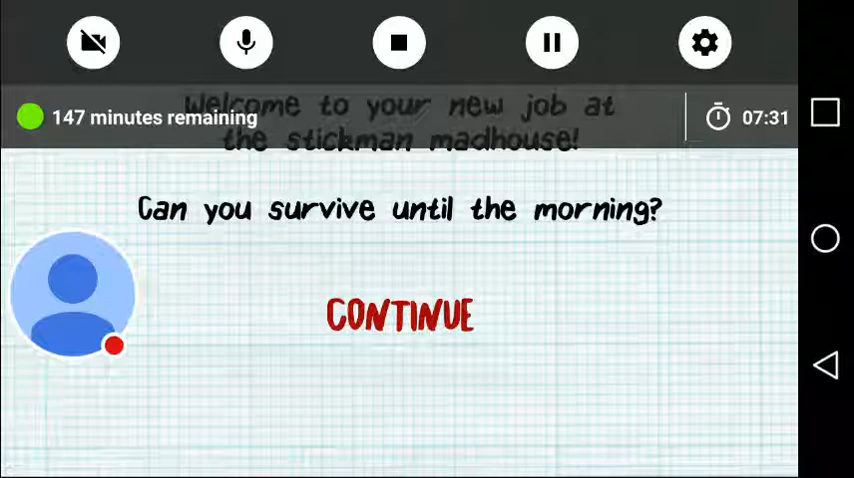 Welcome to your new job at
147 minutes remaining
07:31
the stickman madhouse!
Can you survive until the morning?
CONTINUE